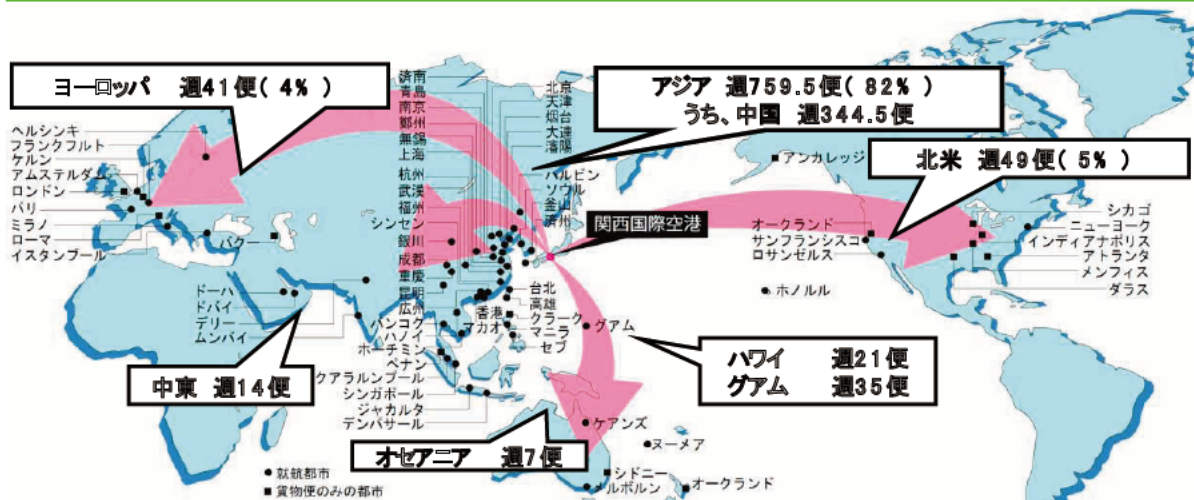 ヨーロッパ 週41便( 4% )
アジア 週759.5便( 82% )
うち、中国 週344.5便
北米 週49便( 5% )
ハワイ 週21便
グアム 週35便
中東 週14便
オセアニア 週7便
関西国際空港
ヘルシンキ
フランクフルト
ケルン
アムステルダム
ロンドン
パリ
ミラノ
ローマ
イスタンブール
バクー
ドーハ
ドバイ
デリー
ムンバイ
済南
青島
南京
鄭州
無錫
上海
杭州
武漢
福州
シンセン
銀川
成都
重慶
昆明
広州
バンコク
ハノイ
ホーチミン
ペナン
クアラルンプール
シンガポール
ジャカルタ
デンパサール
北京
天津
烟台
大連
瀋陽
ハルビン
ソウル
釜山
済州
台北
高雄
香港
マカオ
クラーク
マニラ
セブ
グアム
ケアンズ
ヌーメア
シドニー
メルボルン
オークランド
アンカレッジ
オークランド
サンフランシスコ
ロサンゼルス
ホノルル
シカゴ
ニューヨーク
インディアナポリス
アトランタ
メンフィス
ダラス
● 就航都市
■ 貨物便のみの都市